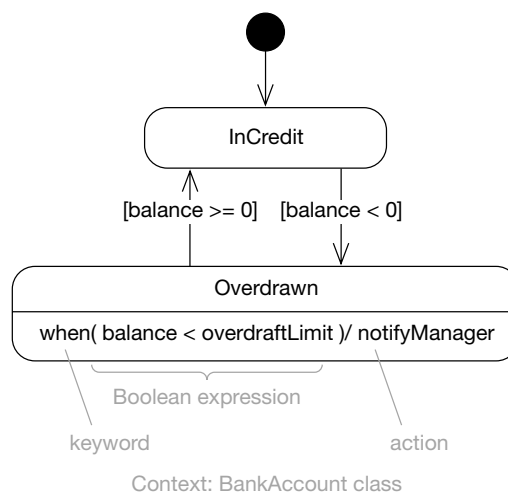 InCredit
[balance >= 0] [balance < 0]
Overdrawn
when( balance < overdraftLimit )/ notifyManager
Boolean expression
keyword action
Context: BankAccount class